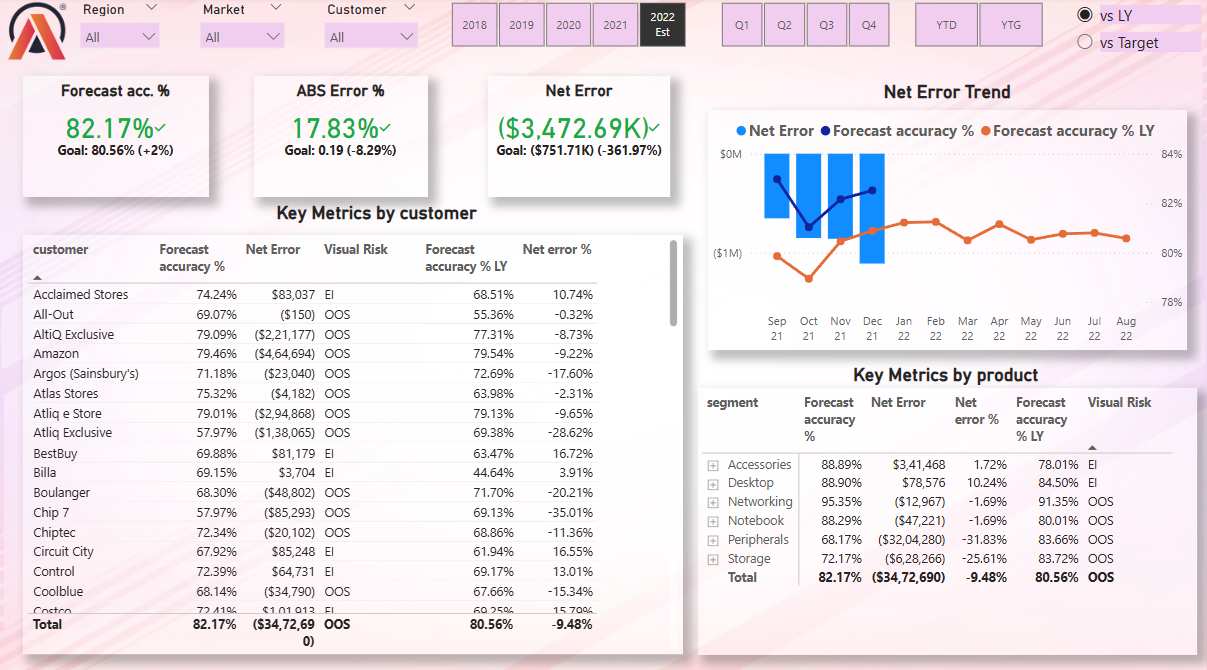 ®
Region
Market
Customer
All
All
All
2018
2019
2020
2021
2022
Est
Q1
Q2
Q3
Q4
YTD
YTG
vs LY
vs Target
Forecast acc. %
82.17%
Goal: 80.56% (+2%)
ABS Error %
17.83%
Goal: 0.19 (-8.29%)
Net Error
($3,472.69K)
Goal: ($751.71K) (-361.97%)
Net Error Trend
Net Error Forecast accuracy % Forecast accuracy % LY
$0M
($1M)
84%
82%
80%
78%
Sep Oct Nov Dec Jan Feb Mar Apr May Jun Jul Aug
21 21 21 21 22 22 22 22 22 22 22 22
Key Metrics by customer
customer Forecast Net Error Visual Risk Forecast Net error %
accuracy % accuracy % LY
Acclaimed Stores 74.24% $83,037 EI 68.51% 10.74%
All-Out 69.07% ($150) OOS 55.36% -0.32%
AltiQ Exclusive 79.09% ($2,21,177) OOS 77.31% -8.73%
Amazon 79.46% ($4,64,694) OOS 79.54% -9.22%
Argos (Sainsbury's) 71.18% ($23,040) OOS 72.69% -17.60%
Atlas Stores 75.32% ($4,182) OOS 63.98% -2.31%
Atliq e Store 79.01% ($2,94,868) OOS 79.13% -9.65%
Atliq Exclusive 57.97% ($1,38,065) OOS 69.38% -28.62%
BestBuy 69.88% $81,179 EI 63.47% 16.72%
Billa 69.15% $3,704 EI 44.64% 3.91%
Boulanger 68.30% ($48,802) OOS 71.70% -20.21%
Chip 7 57.97% ($85,293) OOS 69.13% -35.01%
Chiptec 72.34% ($20,102) OOS 68.86% -11.36%
Circuit City 67.92% $85,248 EI 61.94% 16.55%
Control 72.39% $64,731 EI 69.17% 13.01%
Coolblue 68.14% ($34,790) OOS 67.66% -15.34%
Costco 72.41% $1,01,913 EI 69.25% 15.79%
Total 82.17% ($34,72,69 OOS 80.56% -9.48%
0)
Key Metrics by product
segment Forecast Net Error Net Forecast Visual Risk
accuracy error % accuracy
% % LY
Accessories 88.89% $3,41,468 1.72% 78.01% EI
Desktop 88.90% $78,576 10.24% 84.50% EI
Networking 95.35% ($12,967) -1.69% 91.35% OOS
Notebook 88.29% ($47,221) -1.69% 80.01% OOS
Peripherals 68.17% ($32,04,280) -31.83% 83.66% OOS
Storage 72.17% ($6,28,266) -25.61% 83.72% OOS
Total 82.17% ($34,72,690) -9.48% 80.56% OOS